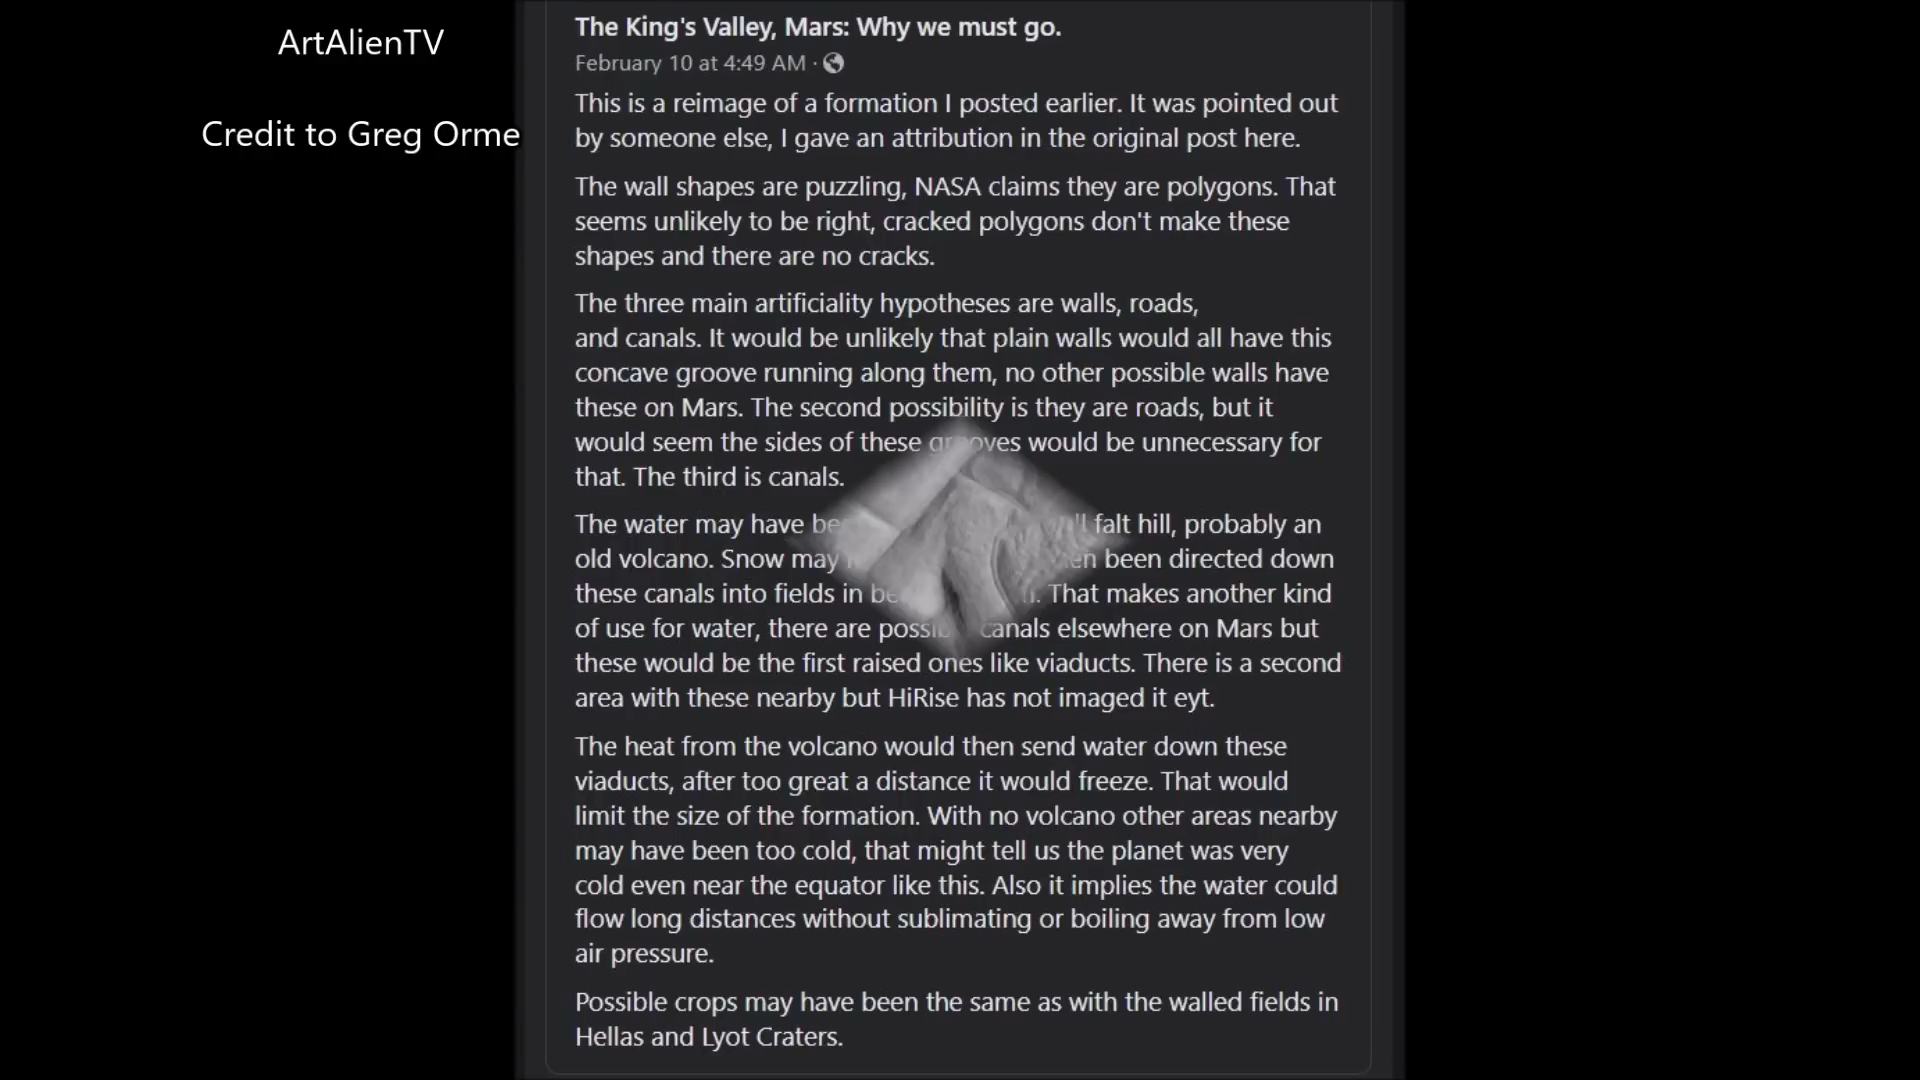 ArtAlienTV
Credit to Greg Orme
The King's Valley, Mars: Why we must go.
February 10 at 4:49 AM ·
This is a reimage of a formation I posted earlier. It was pointed out
by someone else, I gave an attribution in the original post here.
The wall shapes are puzzling, NASA claims they are polygons. That
seems unlikely to be right, cracked polygons don't make these
shapes and there are no cracks.
The three main artificiality hypotheses are walls, roads,
and canals. It would be unlikely that plain walls would all have this
concave groove running along them, no other possible walls have
these on Mars. The second possibility is they are roads, but it
would seem the sides of these grooves would be unnecessary for
that. The third is canals.
The water may have falt hill, probably an
old volcano. Snow may been directed down
these canals into fields in That makes another kind
of use for water, there are possible canals elsewhere on Mars but
these would be the first raised ones like viaducts. There is a second
area with these nearby but HiRise has not imaged it eyt.
The heat from the volcano would then send water down these
viaducts, after too great a distance it would freeze. That would
limit the size of the formation. With no volcano other areas nearby
may have been too cold, that might tell us the planet was very
cold even near the equator like this. Also it implies the water could
flow long distances without sublimating or boiling away from low
air pressure.
Possible crops may have been the same as with the walled fields in
Hellas and Lyot Craters.